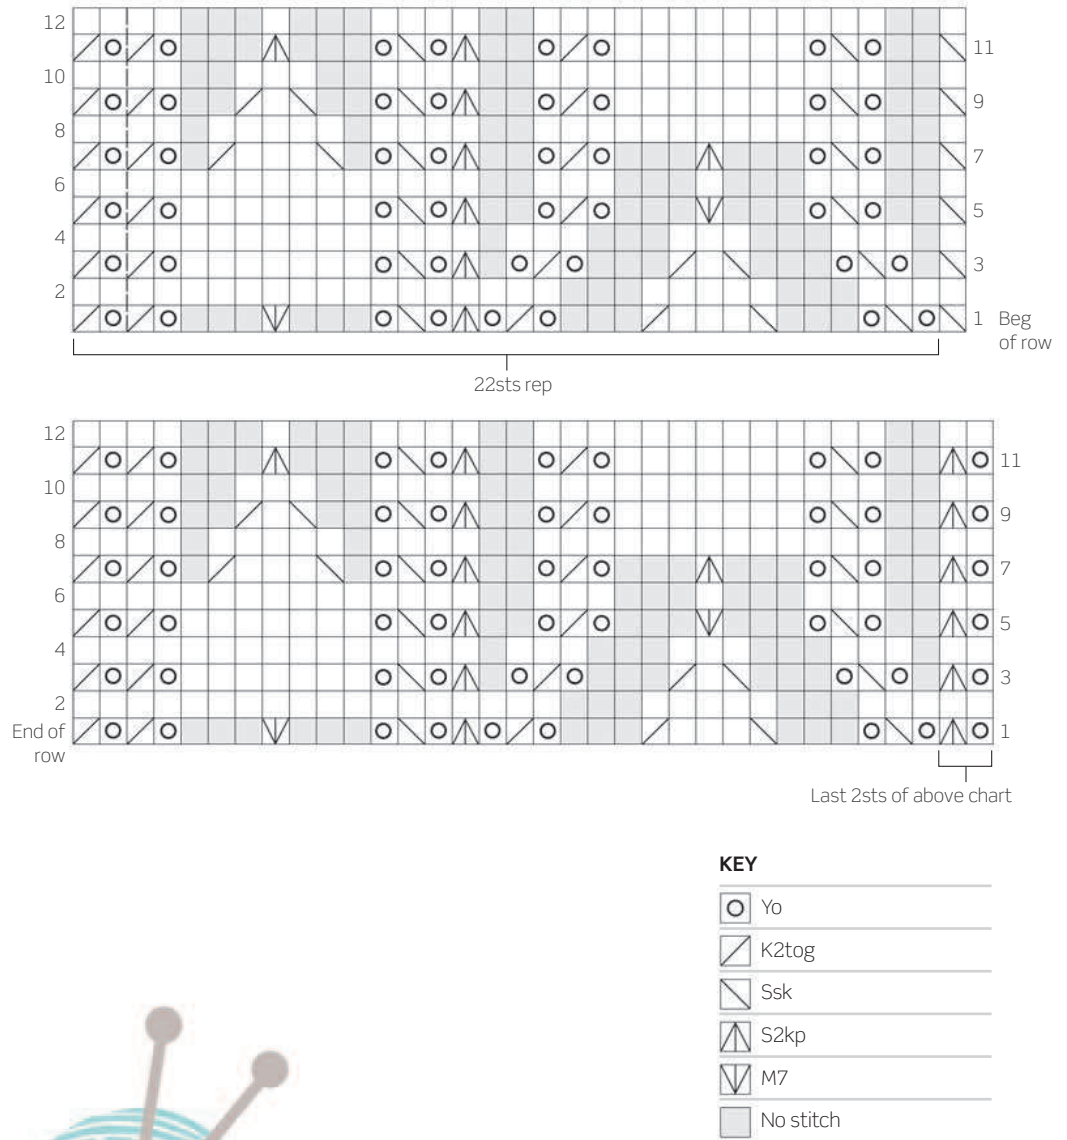 12
11
10
9
8
7
6
5
4
3
2
1 Beg
of row
22sts rep
12
11
10
9
8
7
6
5
4
3
2
End of
row
1
Last 2sts of above chart
KEY
Yo
K2tog
Ssk
S2kp
M7
No stitch